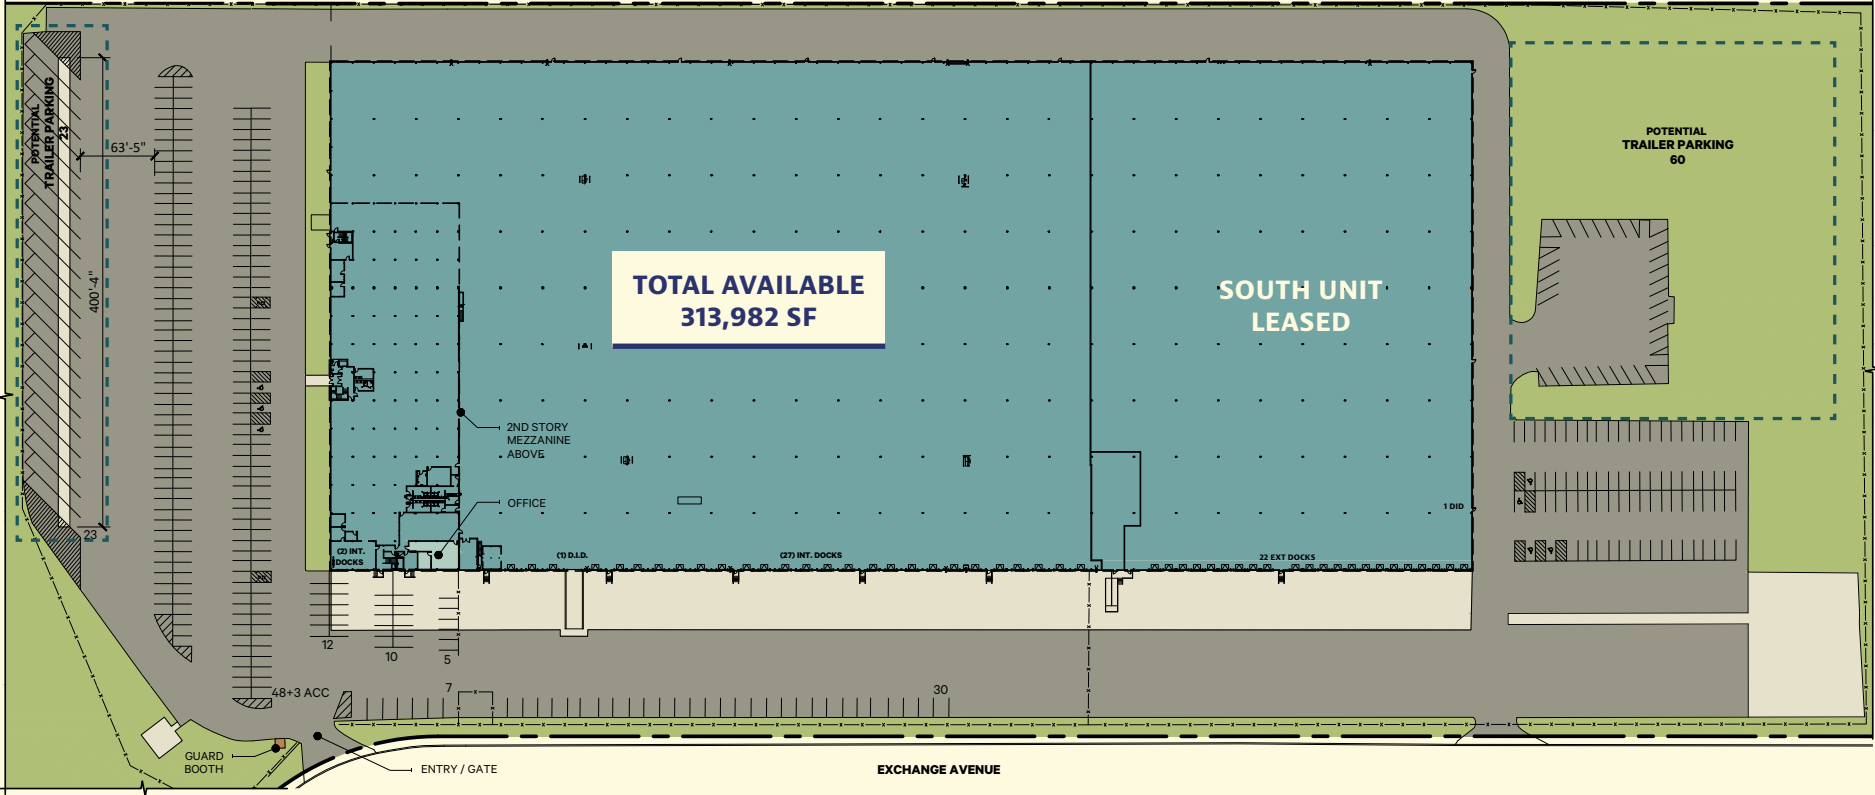 POTENTIAL
TRAILER PARKING
23
63'-5"
400'-4"
23
POTENTIAL
TRAILER PARKING
60
TOTAL AVAILABLE
313,982 SF
SOUTH UNIT
LEASED
2ND STORY
MEZZANINE
ABOVE
OFFICE
1 DID
(2) INT.
DOCKS
(1) D.I.D.
(27) INT. DOCKS
22 EXT DOCKS
12
10
5
48+3 ACC
7
30
GUARD
BOOTH
ENTRY / GATE
EXCHANGE AVENUE